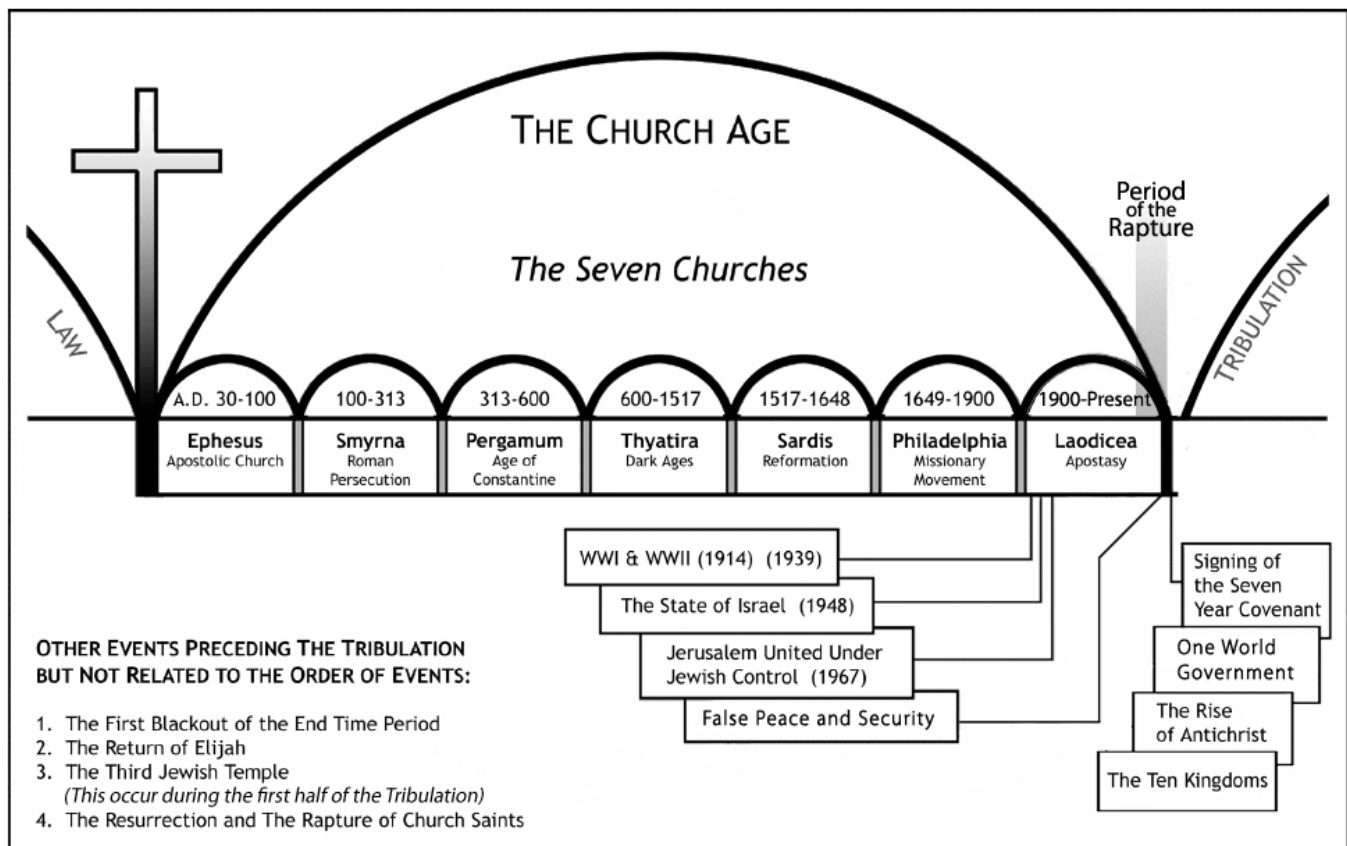 THE CHURCH AGE
Period
of the
Rapture
The Seven Churches
LAW
TRIBULATION
A.D. 30-100
100-313
313-600
600-1517
1517-1648
1649-1900
1900-Present
Ephesus
Apostolic Church
Smyrna
Roman
Persecution
Pergamum
Age of
Constantine
Thyatira
Dark Ages
Sardis
Reformation
Philadelphia
Missionary
Movement
Laodicea
Apostasy
WWI & WWII (1914) (1939)
The State of Israel (1948)
Jerusalem United Under
Jewish Control (1967)
False Peace and Security
Signing of
the Seven
Year Covenant
One World
Government
The Rise
of Antichrist
The Ten Kingdoms
OTHER EVENTS PRECEDING THE TRIBULATION
BUT NOT RELATED TO THE ORDER OF EVENTS:
1. The First Blackout of the End Time Period
2. The Return of Elijah
3. The Third Jewish Temple
(This occur during the first half of the Tribulation)
4. The Resurrection and The Rapture of Church Saints